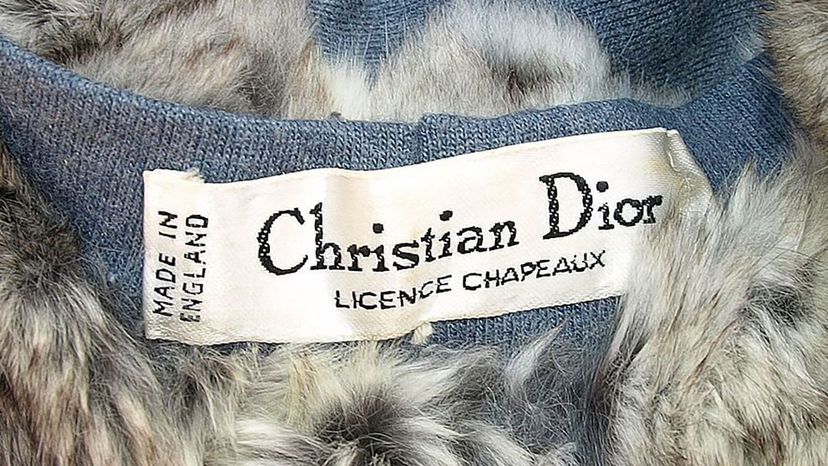 MADE IN
ENGLAND
Christian Dior
LICENCE CHAPEAUX